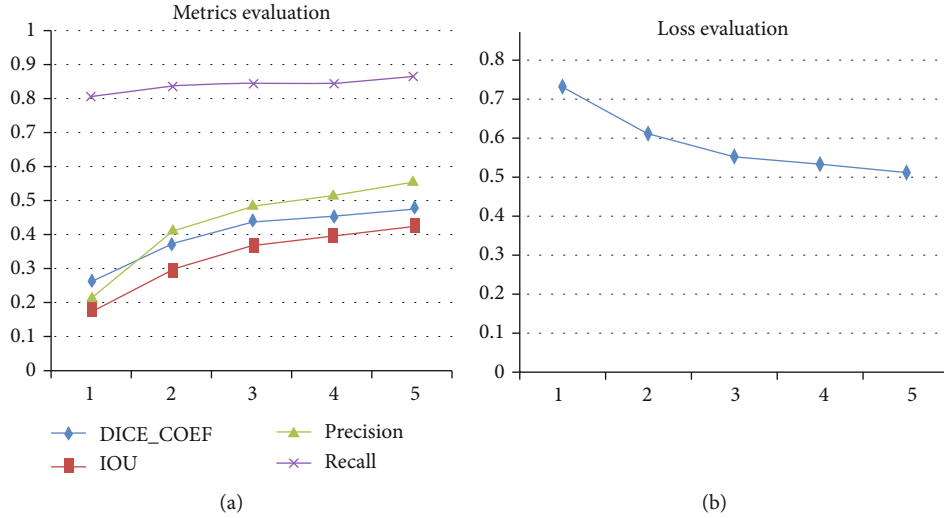 Metrics evaluation
1
0.9
0.8
0.7
0.6
0.5
0.4
0.3
0.2
0.1
0
1 2 3 4 5
DICE_COEF
Precision
IOU
Recall
(a)
Loss evaluation
0.8
0.7
0.6
0.5
0.4
0.3
0.2
0.1
0
1 2 3 4 5
(b)